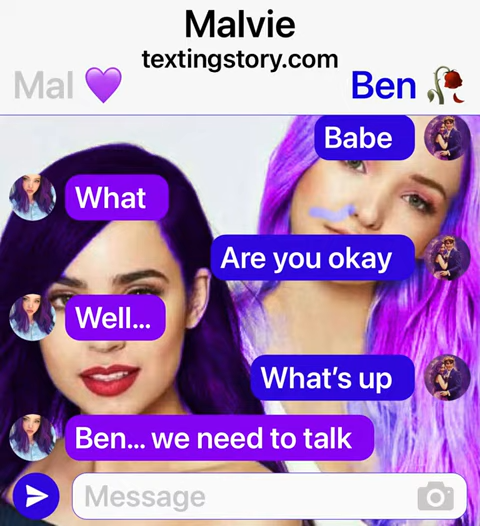 Malvie
textingstory.com
Mal 💜 Ben 🥀
Babe
What
Are you okay
Well...
What’s up
Ben... we need to talk
Message